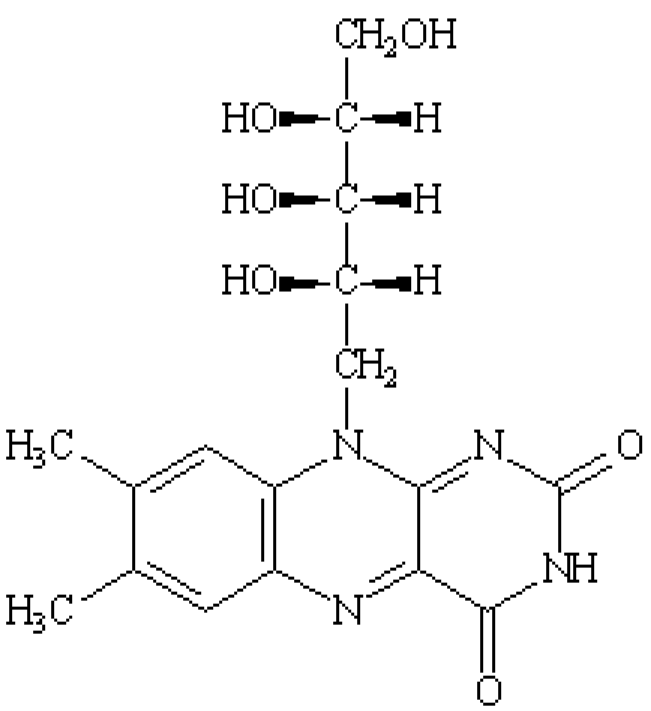 CH₂OH
HO C H
HO C H
HO C H
CH₂
H₃C N N O
NH
H₃C N
O